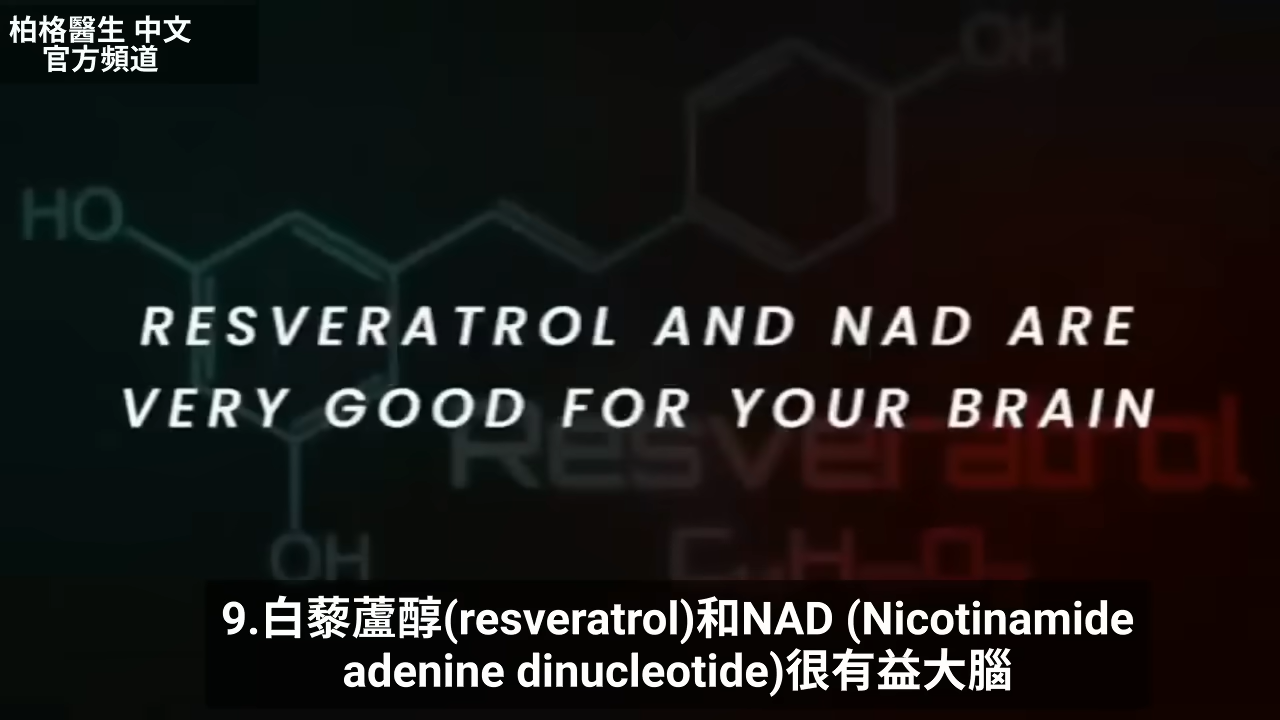 柏格醫生 中文
官方頻道
OH
HO
RESVERATROL AND NAD ARE
VERY GOOD FOR YOUR BRAIN
Resveratrol
OH
9.白藜蘆醇(resveratrol)和NAD (Nicotinamide
adenine dinucleotide)很有益大腦